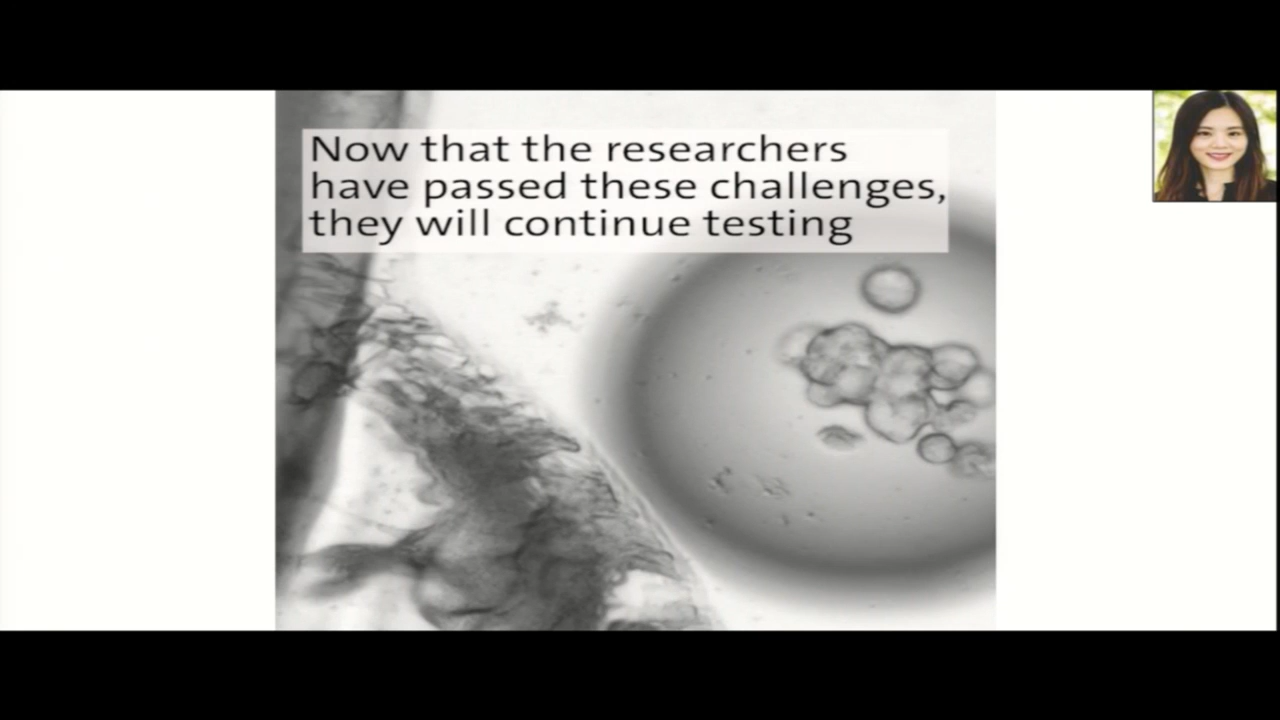 Now that the researchers
have passed these challenges,
they will continue testing